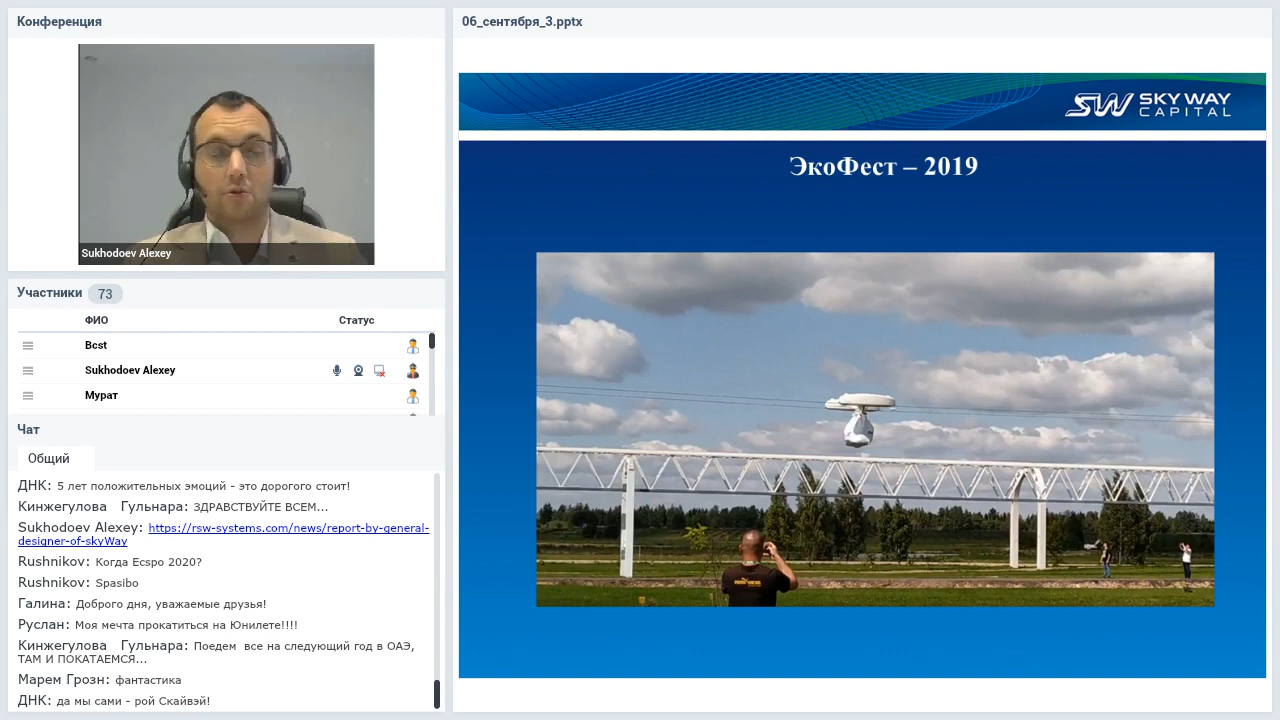 Конференция
Sukhodoev Alexey
Участники 73
ФИО Статус
Bcst
Sukhodoev Alexey
Мурат
Чат
Общий
ДНК: 5 лет положительных эмоций - это дорогого стоит!
Кинжегулова Гульнара: ЗДРАВСТВУЙТЕ ВСЕМ...
Sukhodoev Alexey: https://rsw-systems.com/news/report-by-general-
designer-of-skyWay
Rushnikov: Когда Ecspo 2020?
Rushnikov: Spasibo
Галина: Доброго дня, уважаемые друзья!
Руслан: Моя мечта прокатиться на Юнилете!!!!
Кинжегулова Гульнара: Поедем все на следующий год в ОАЭ,
ТАМ И ПОКАТАЕМСЯ...
Марем Грозн: фантастика
ДНК: да мы сами - рой Скайвэй!
06_сентября_3.pptx
SW SKY WAY
CAPITAL
ЭкоФест – 2019